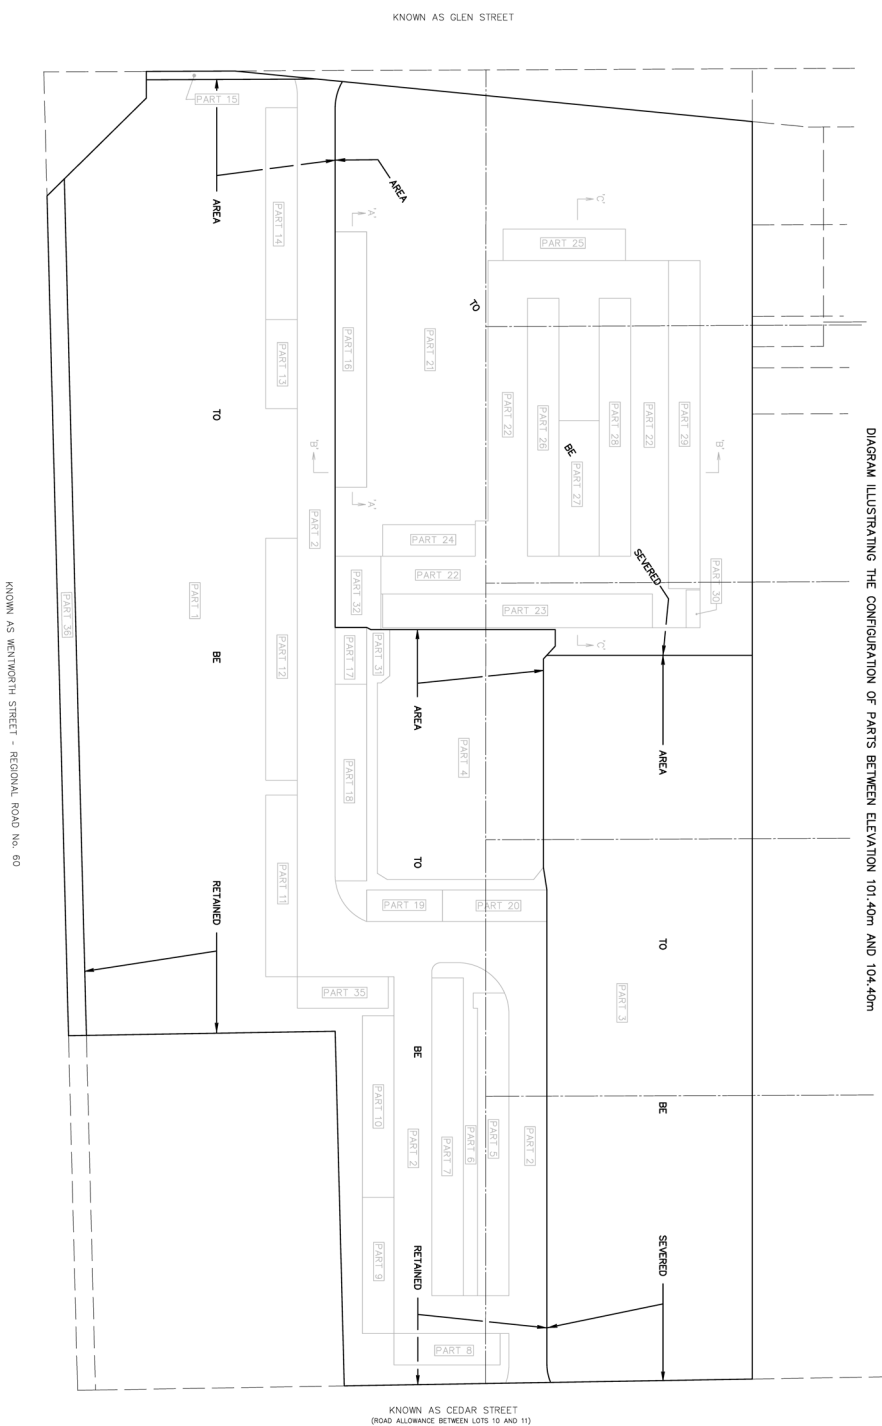 KNOWN AS GLEN STREET
PART 15
AREA
AREA
'A'
'C'
PART 14
PART 25
TO
PART 16
PART 21
PART 13
TO
PART 22
PART 26
PART 28
PART 22
PART 29
'B'
BE
'B'
PART 27
DIAGRAM ILLUSTRATING THE CONFIGURATION OF PARTS BETWEEN ELEVATION 101.40m AND 104.40m
'A'
PART 2
PART 24
SEVERED
PART 22
PART 30
PART 32
PART 1
PART 36
PART 23
'C'
BE
PART 12
PART 17
PART 31
AREA
AREA
PART 4
PART 18
TO
KNOWN AS WENTWORTH STREET - REGIONAL ROAD No. 60
PART 11
RETAINED
PART 19
PART 20
TO
PART 35
PART 3
BE
BE
PART 10
PART 2
PART 7
PART 6
PART 5
PART 2
PART 9
RETAINED
SEVERED
PART 8
KNOWN AS CEDAR STREET
(ROAD ALLOWANCE BETWEEN LOTS 10 AND 11)